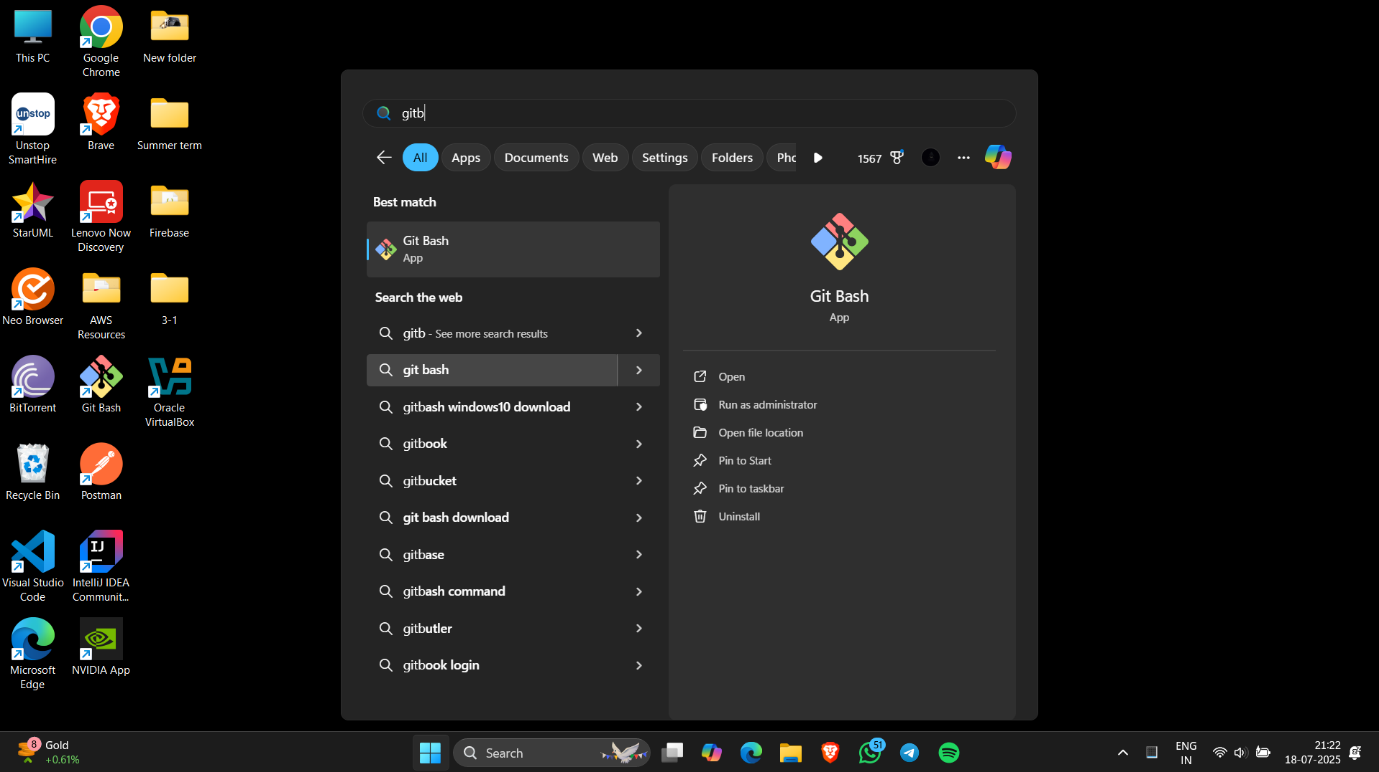 This PC
Google
Chrome
New folder
unstop
Unstop
SmartHire
Brave
Summer term
StarUML
Lenovo Now
Discovery
Firebase
Neo Browser
AWS
Resources
3-1
BitTorrent
Git Bash
Oracle
VirtualBox
Recycle Bin
Postman
Visual Studio
Code
IJ
IntelliJ IDEA
Communit...
Microsoft
Edge
NVIDIA App
gitb
All
Apps
Documents
Web
Settings
Folders
Pho
1567
Best match
Git Bash
App
Search the web
gitb - See more search results
git bash
gitbash windows10 download
gitbook
gitbucket
git bash download
gitbase
gitbash command
gitbutler
gitbook login
Git Bash
App
Open
Run as administrator
Open file location
Pin to Start
Pin to taskbar
Uninstall
8
Gold
+0.61%
Search
51
ENG
IN
21:22
18-07-2025